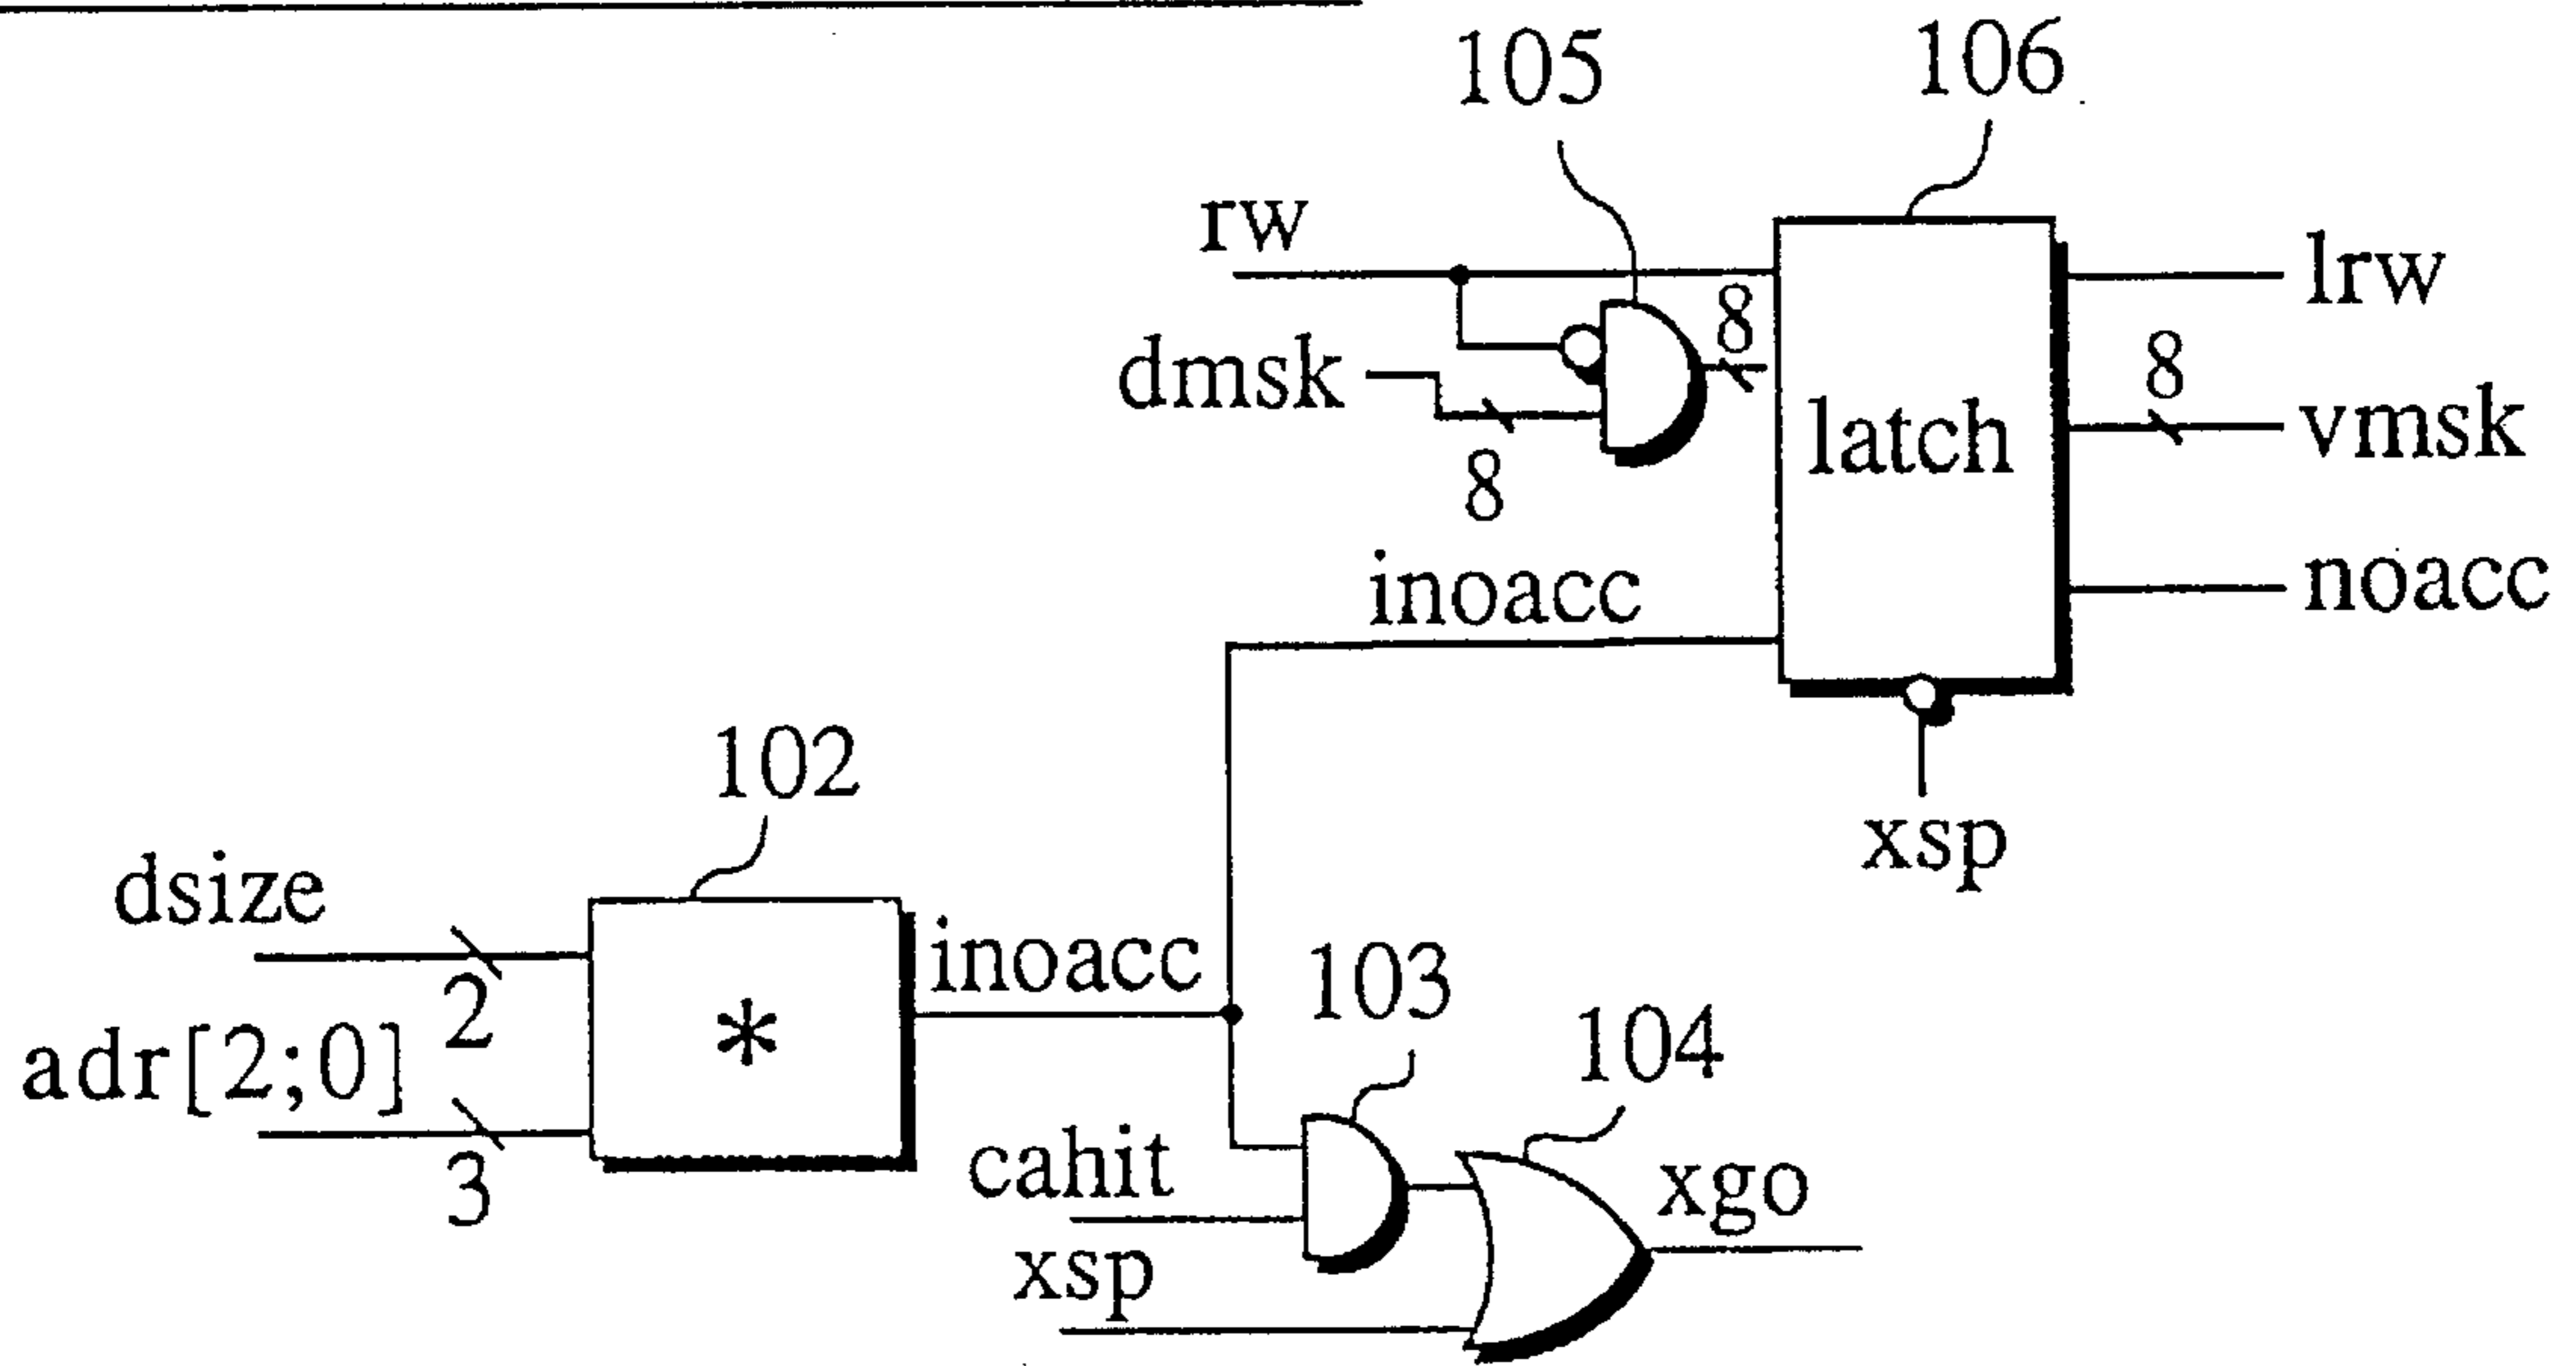 105
106
rw
lrw
8
dmsk
8
8
vmsk
latch
inoacc
noacc
xsp
102
dsize
2
inoacc
103
104
adr[2;0]
*
3
cahit
xgo
xsp